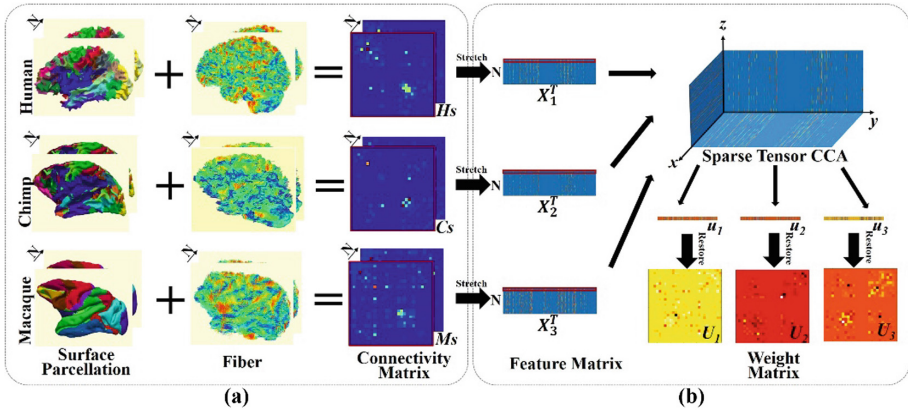 Human
N
N
Hs
Stretch
N
X₁ᵀ
Chimp
N
N
Cs
Stretch
N
X₂ᵀ
Macaque
N
N
Ms
Stretch
N
X₃ᵀ
Surface
Parcellation
Fiber
Connectivity
Matrix
(a)
z
y
x
Sparse Tensor CCA
u₁
u₂
u₃
Restore
Restore
Restore
U₁
U₂
U₃
Feature Matrix
Weight
Matrix
(b)